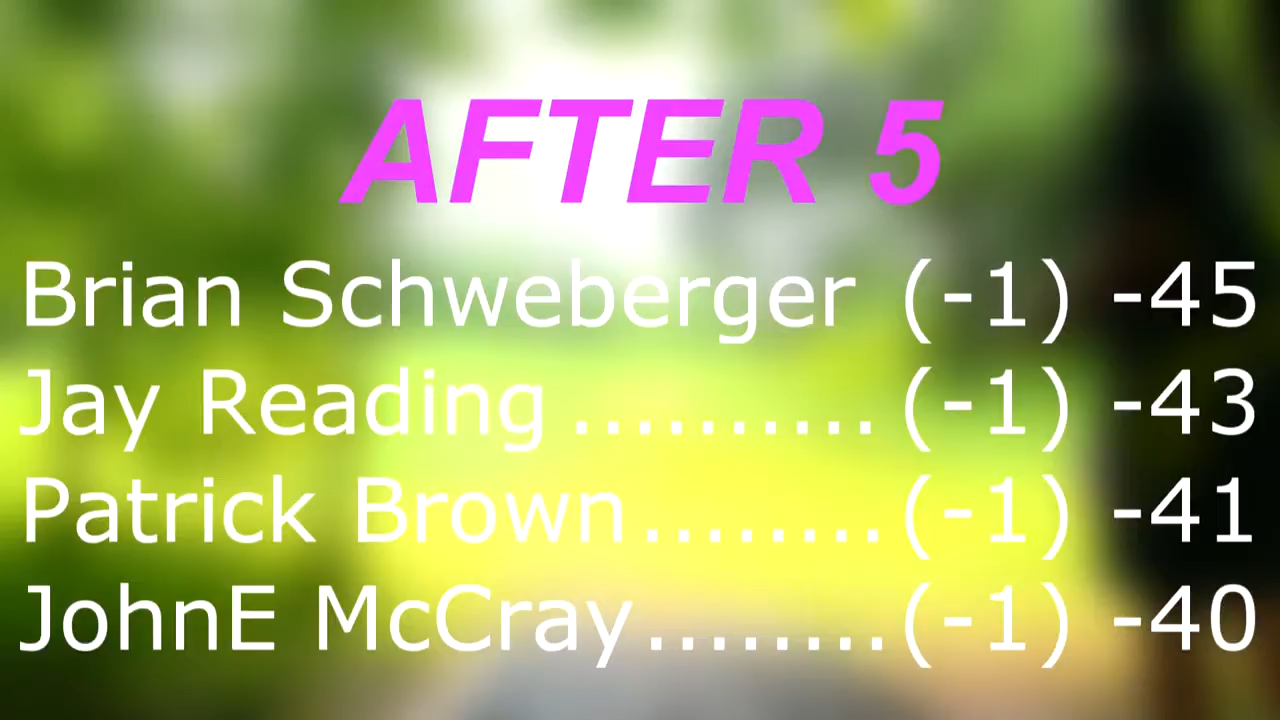 AFTER 5
Brian Schweberger (-1) -45
Jay Reading ..........(-1) -43
Patrick Brown........(-1) -41
JohnE McCray........(-1) -40